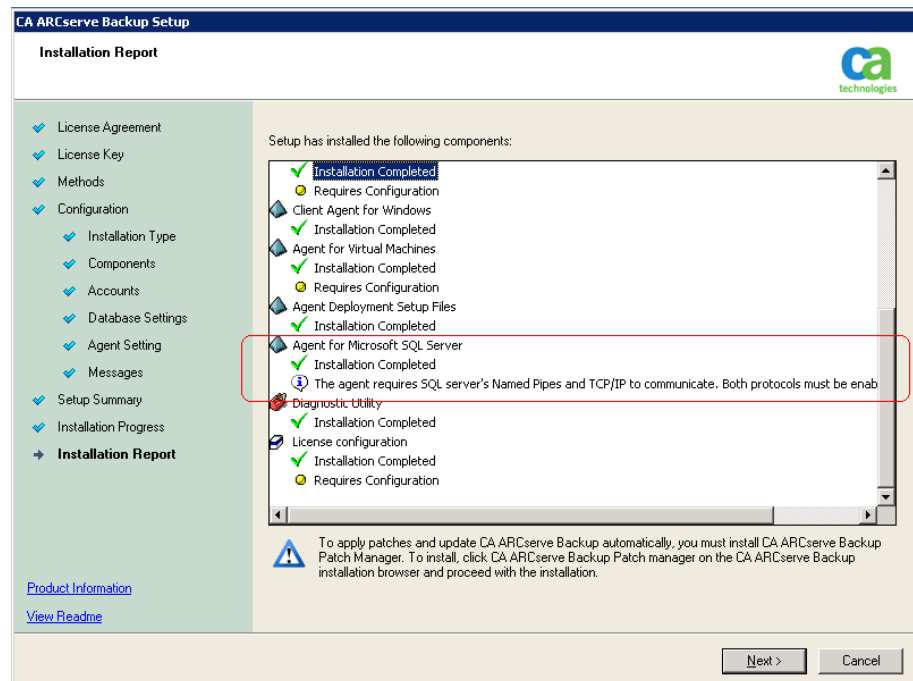 CA ARCserve Backup Setup
Installation Report
ca
technologies
License Agreement
License Key
Methods
Configuration
Installation Type
Components
Accounts
Database Settings
Agent Setting
Messages
Setup Summary
Installation Progress
Installation Report
Product Information
View Readme
Setup has installed the following components:
Installation Completed
Requires Configuration
Client Agent for Windows
Installation Completed
Agent for Virtual Machines
Installation Completed
Requires Configuration
Agent Deployment Setup Files
Installation Completed
Agent for Microsoft SQL Server
Installation Completed
The agent requires SQL server's Named Pipes and TCP/IP to communicate. Both protocols must be enab
Diagnostic Utility
Installation Completed
License configuration
Installation Completed
Requires Configuration
To apply patches and update CA ARCserve Backup automatically, you must install CA ARCserve Backup
Patch Manager. To install, click CA ARCserve Backup Patch manager on the CA ARCserve Backup
installation browser and proceed with the installation.
Next >
Cancel